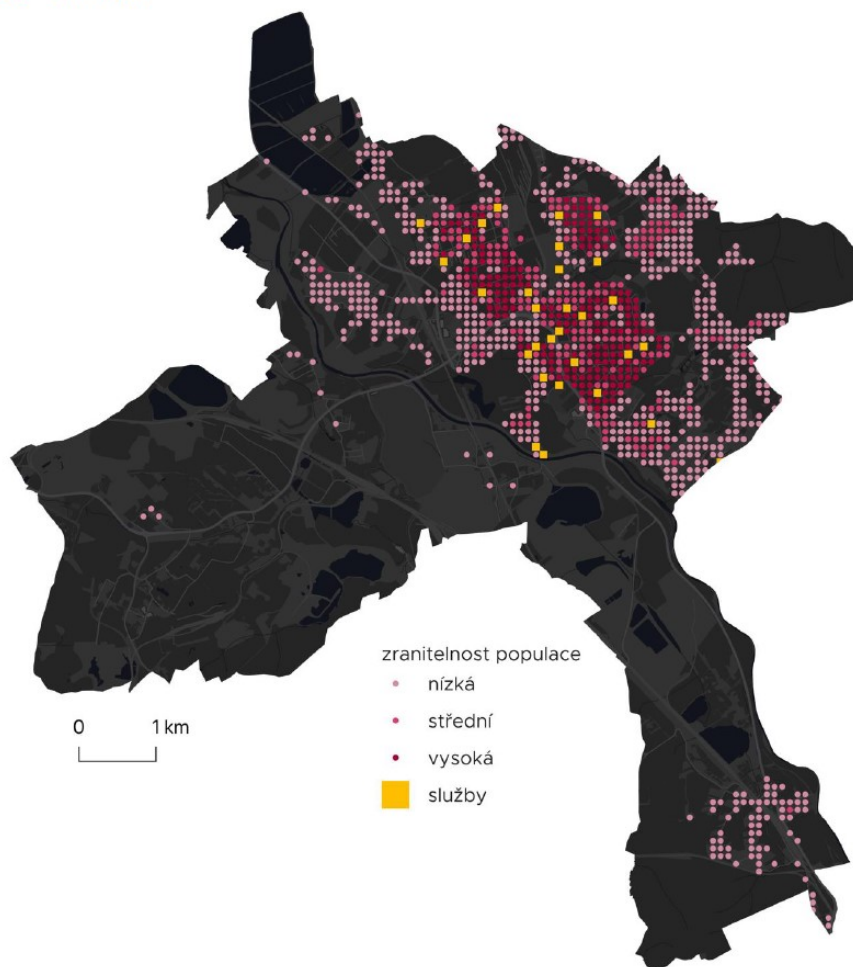 zranitelnost populace
nízká
střední
vysoká
služby
0 1 km